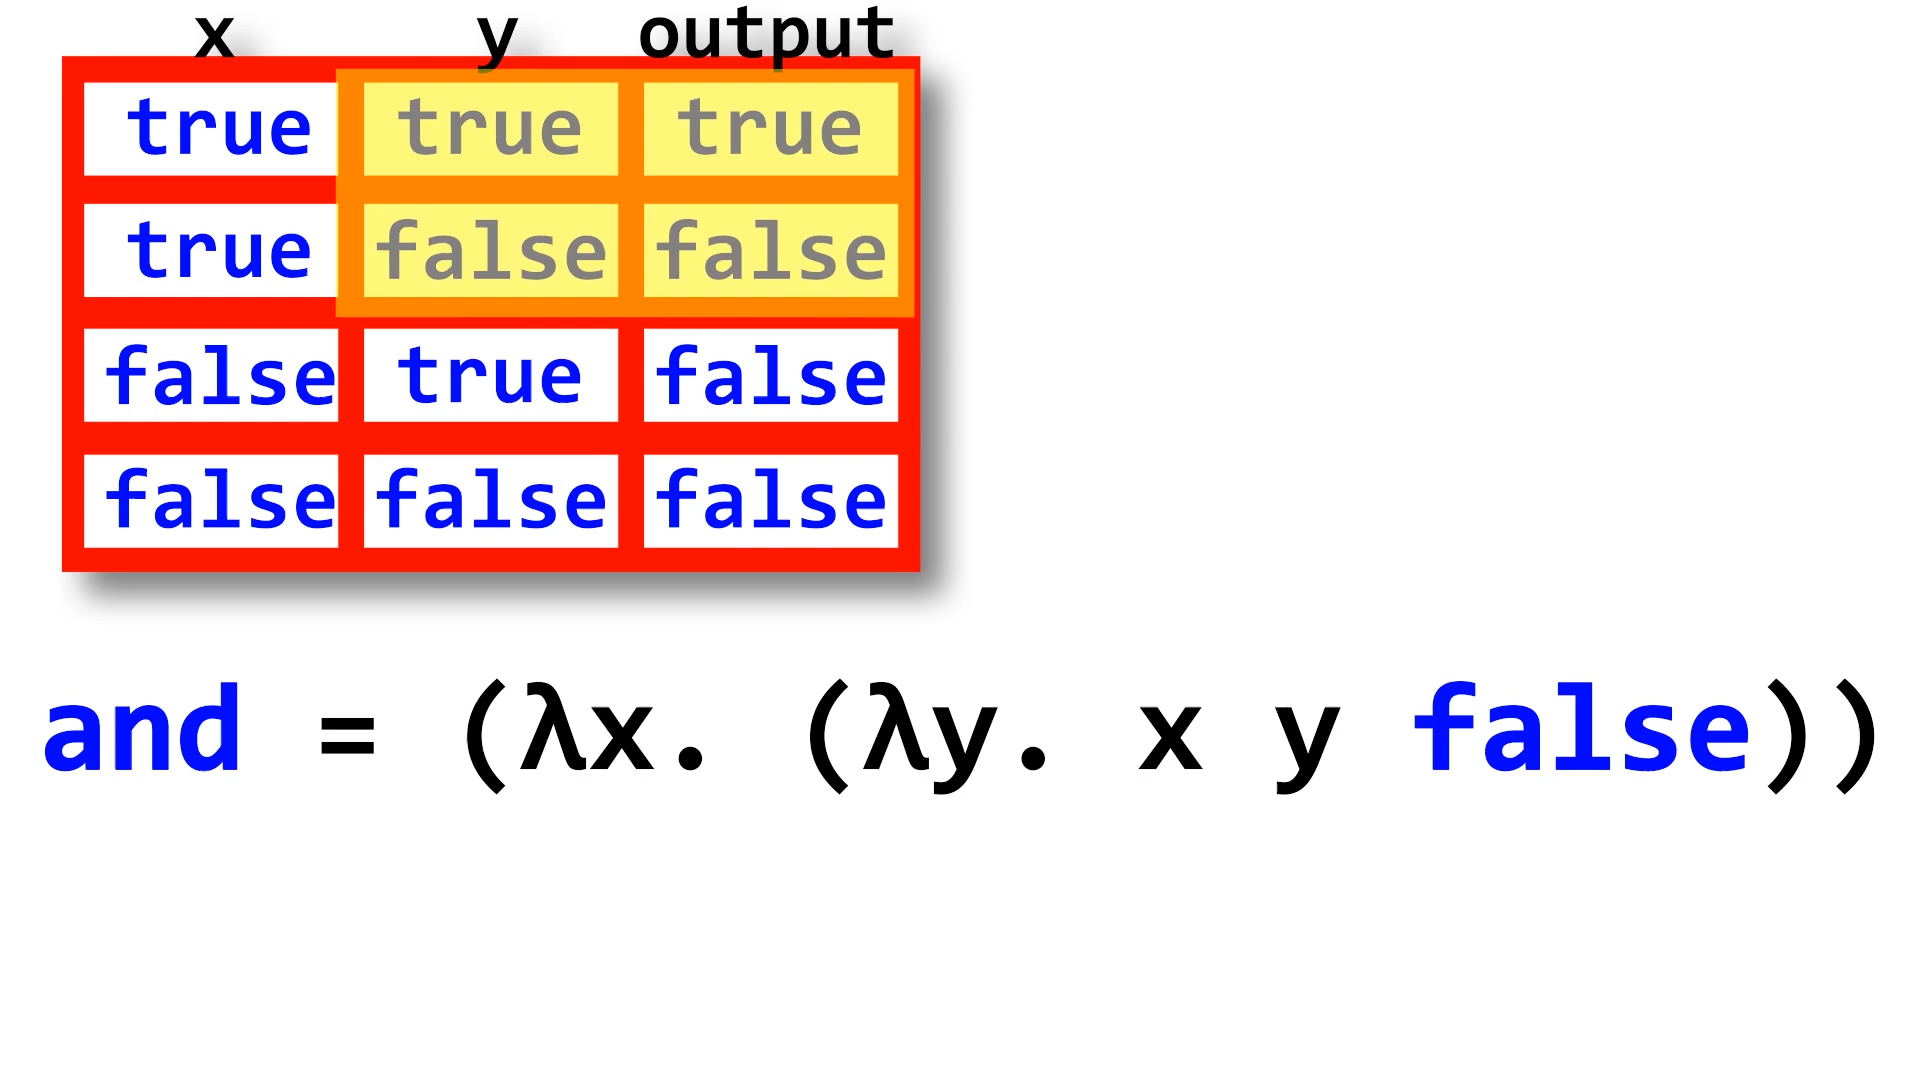 x y output
true true true
true false false
false true false
false false false
and = (λx. (λy. x y false))